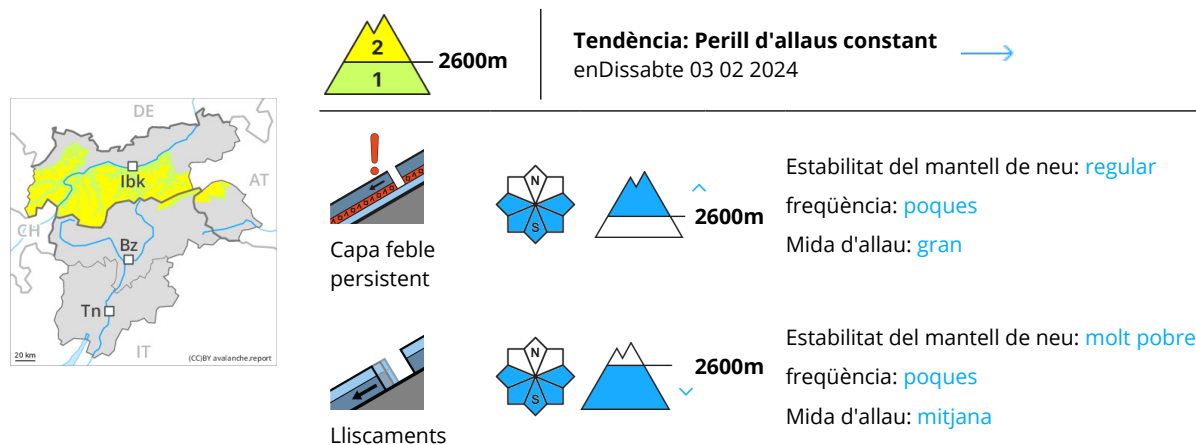 2
1
2600m
Tendència: Perill d'allaus constant
enDissabte 03 02 2024
DE
AT
CH
IT
Ibk
Bz
Tn
20 km
(CC)BY avalanche.report
Capa feble
persistent
N
S
2600m
Estabilitat del mantell de neu: regular
freqüència: poques
Mida d'allau: gran
Lliscaments
N
S
2600m
Estabilitat del mantell de neu: molt pobre
freqüència: poques
Mida d'allau: mitjana